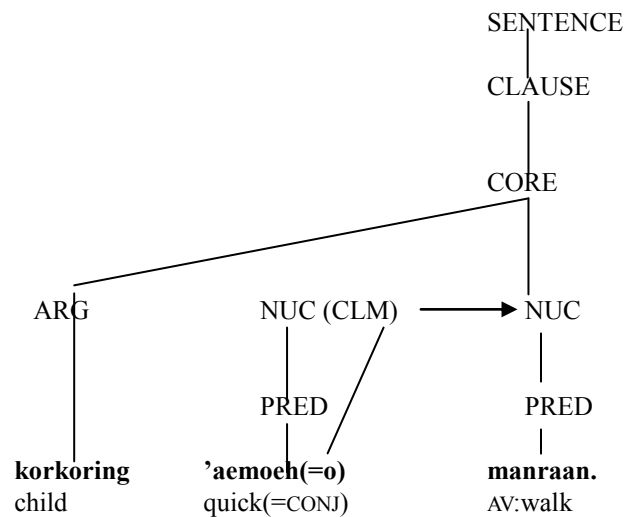 SENTENCE
CLAUSE
CORE
ARG NUC (CLM) NUC
PRED PRED
korkoring ’aemoeh(=o) manraan.
child quick(=CONJ) AV:walk